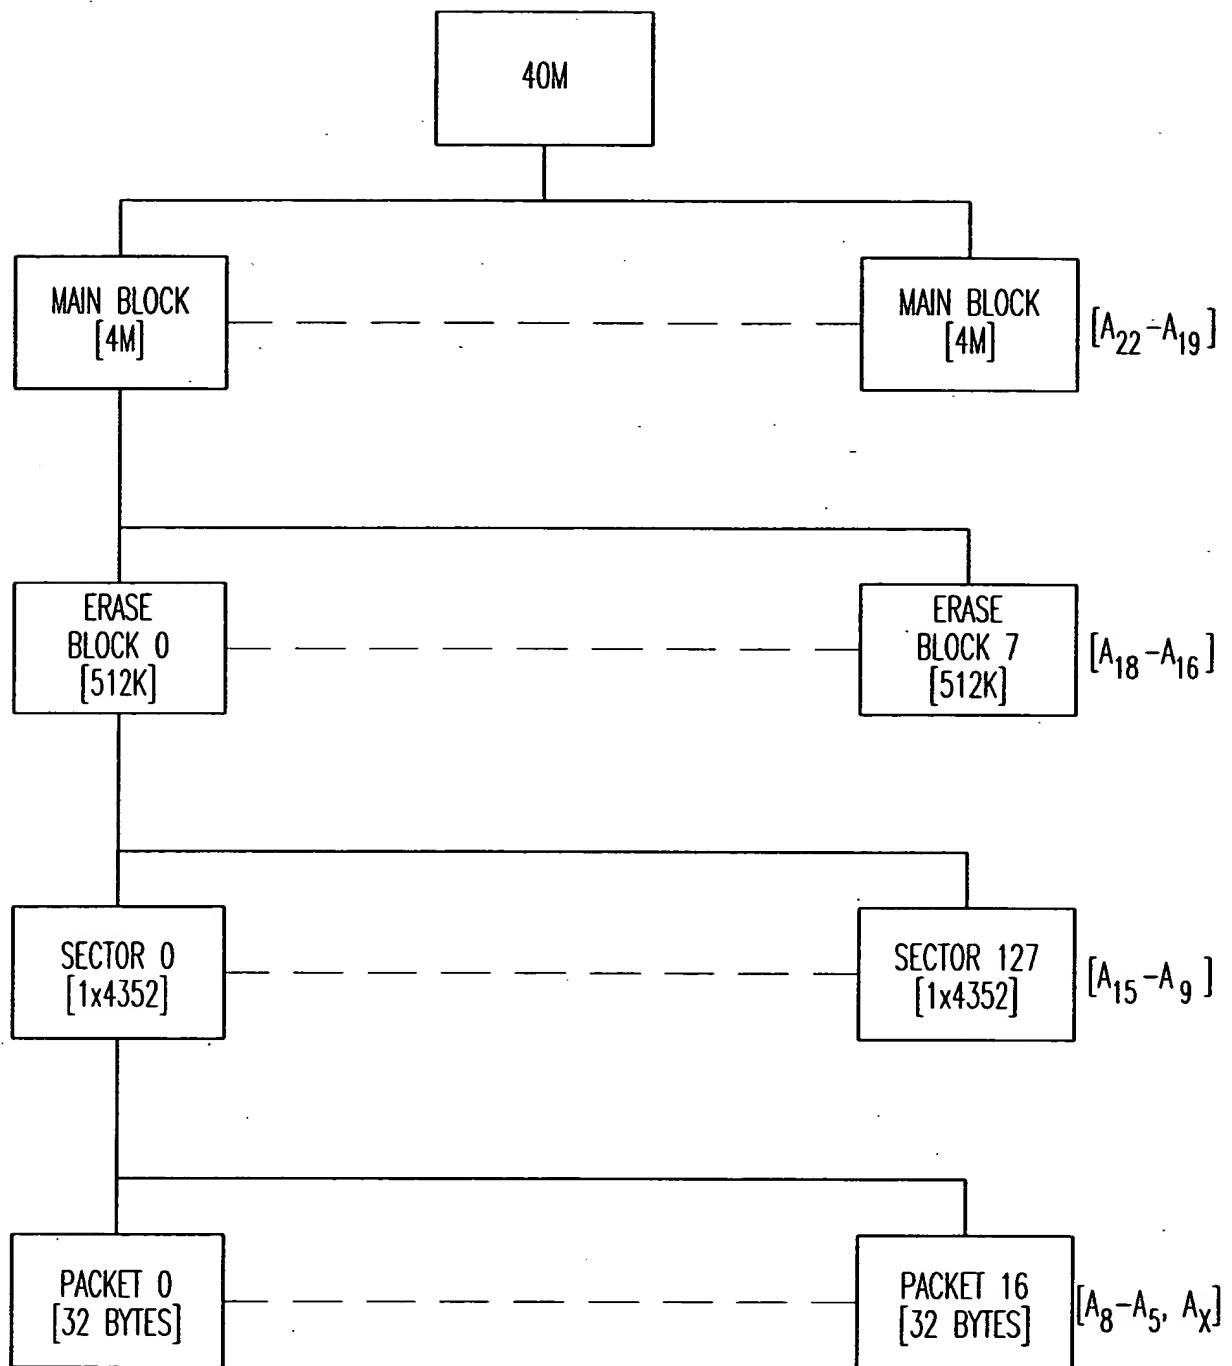 40M
MAIN BLOCK
[4M]
MAIN BLOCK
[4M]
[A22-A19]
ERASE
BLOCK 0
[512K]
ERASE
BLOCK 7
[512K]
[A18-A16]
SECTOR 0
[1x4352]
SECTOR 127
[1x4352]
[A15-A9]
PACKET 0
[32 BYTES]
PACKET 16
[32 BYTES]
[A8-A5, AX]